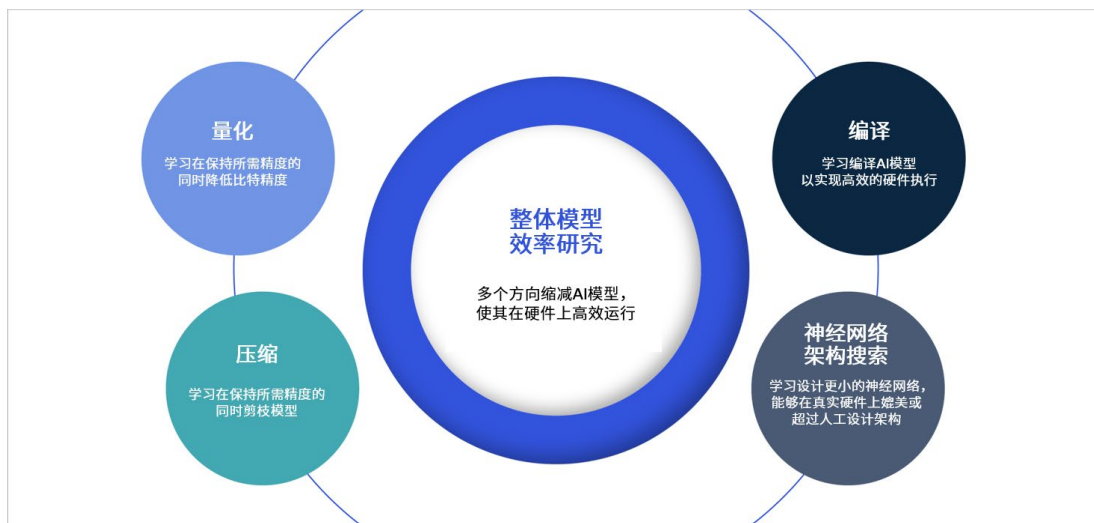 量化
学习在保持所需精度的
同时降低比特精度
编译
学习编译AI模型
以实现高效的硬件执行
整体模型
效率研究
多个方向缩减AI模型，
使其在硬件上高效运行
压缩
学习在保持所需精度的
同时剪枝模型
神经网络
架构搜索
学习设计更小的神经网络，
能够在真实硬件上媲美或
超过人工设计架构